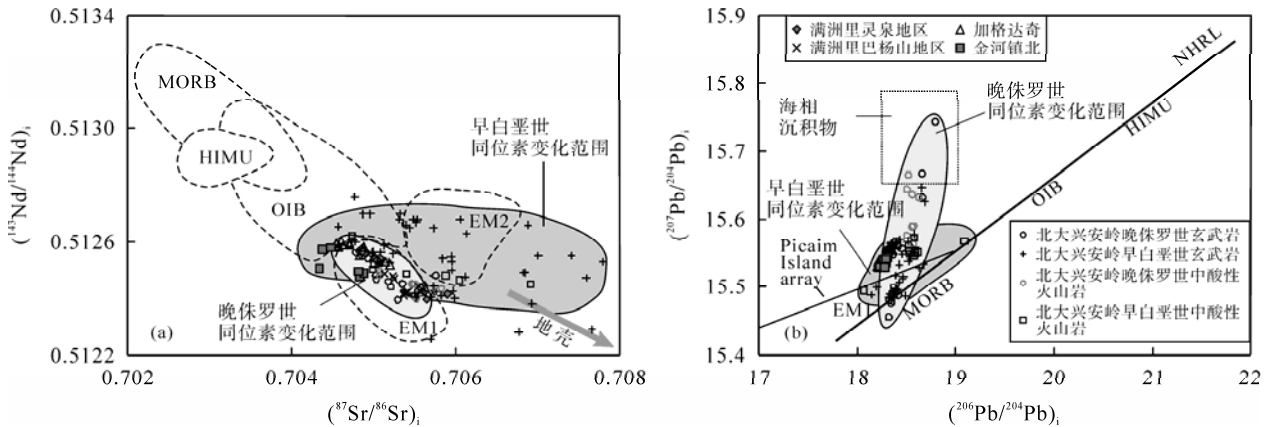 0.5134
0.5130
0.5126
0.5122
(¹⁴³Nd/¹⁴⁴Nd)ᵢ
MORB
HIMU
OIB
EM2
EM1
早白垩世
同位素变化范围
晚侏罗世
同位素变化范围
地壳
(a)
0.702
0.704
0.706
0.708
(⁸⁷Sr/⁸⁶Sr)ᵢ
15.9
15.8
15.7
15.6
15.5
15.4
(²⁰⁷Pb/²⁰⁴Pb)ᵢ
满洲里灵泉地区
加格达奇
满洲里巴杨山地区
金河镇北
NHRL
HIMU
OIB
MORB
EM1
海相
沉积物
晚侏罗世
同位素变化范围
早白垩世
同位素变化范围
Picaim
Island
array
北大兴安岭晚侏罗世玄武岩
北大兴安岭早白垩世玄武岩
北大兴安岭晚侏罗世中酸性
火山岩
北大兴安岭早白垩世中酸性
火山岩
(b)
17
18
19
20
21
22
(²⁰⁶Pb/²⁰⁴Pb)ᵢ